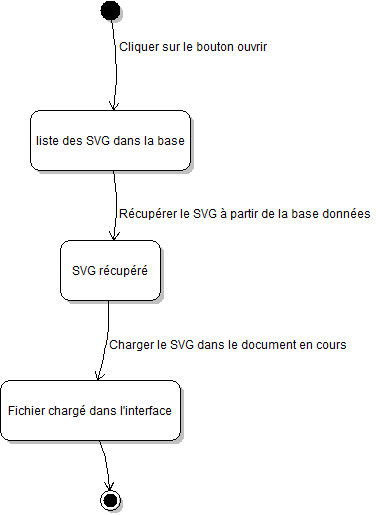 Cliquer sur le bouton ouvrir
liste des SVG dans la base
Récupérer le SVG à partir de la base données
SVG récupéré
Charger le SVG dans le document en cours
Fichier chargé dans l'interface